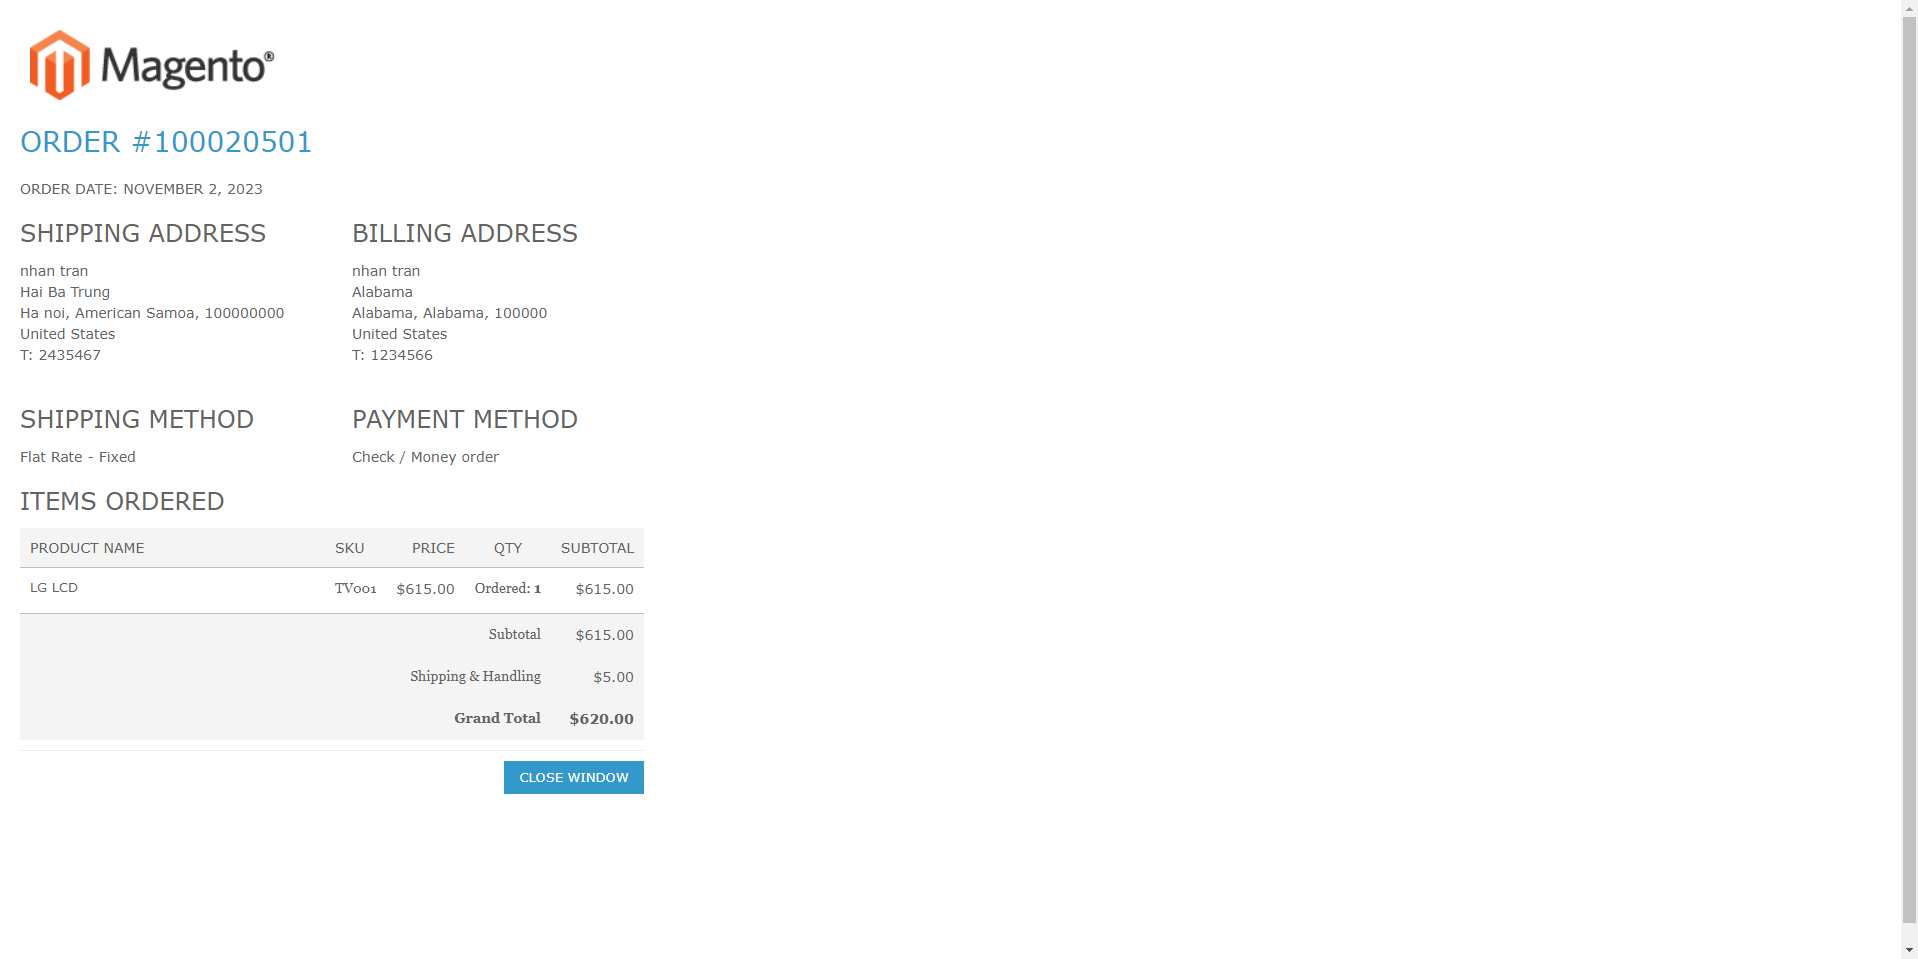 Magento®
ORDER #100020501
ORDER DATE: NOVEMBER 2, 2023
SHIPPING ADDRESS
nhan tran
Hai Ba Trung
Ha noi, American Samoa, 100000000
United States
T: 2435467
BILLING ADDRESS
nhan tran
Alabama
Alabama, Alabama, 100000
United States
T: 1234566
SHIPPING METHOD
Flat Rate - Fixed
PAYMENT METHOD
Check / Money order
ITEMS ORDERED
PRODUCT NAME SKU PRICE QTY SUBTOTAL
LG LCD TV001 $615.00 Ordered: 1 $615.00
Subtotal $615.00
Shipping & Handling $5.00
Grand Total $620.00
CLOSE WINDOW